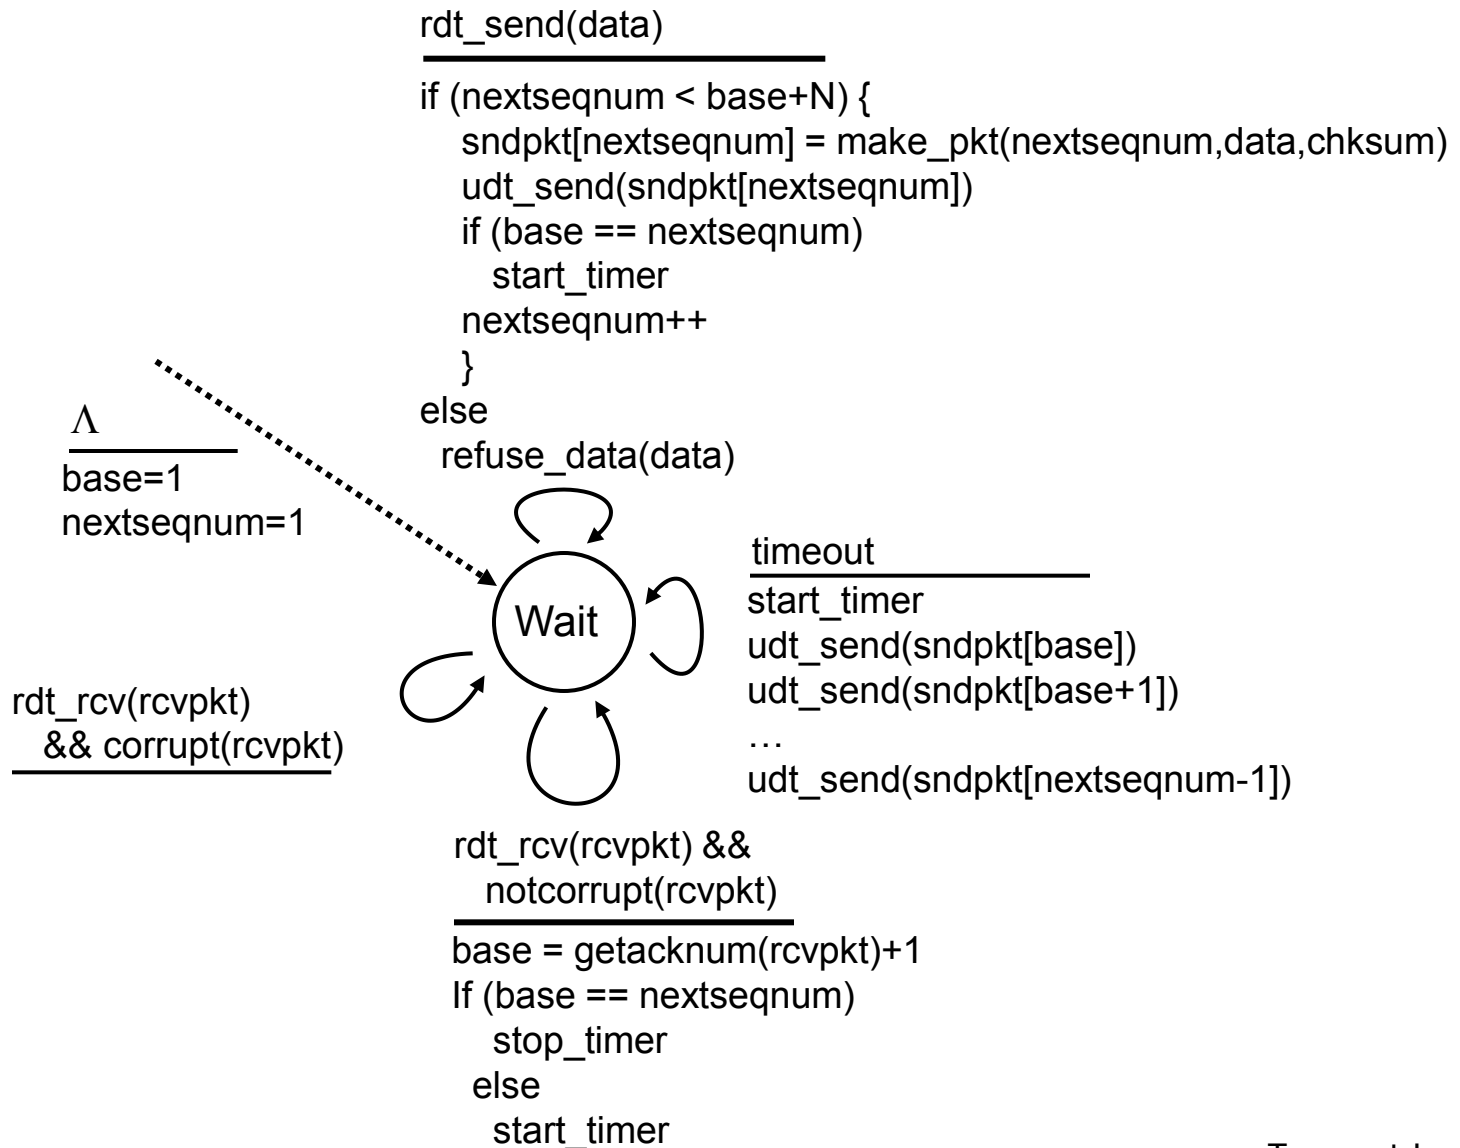 rdt_send(data)
if (nextseqnum < base+N) {
sndpkt[nextseqnum] = make_pkt(nextseqnum,data,chksum)
udt_send(sndpkt[nextseqnum])
if (base == nextseqnum)
start_timer
nextseqnum++
}
else
refuse_data(data)
Λ
base=1
nextseqnum=1
Wait
timeout
start_timer
udt_send(sndpkt[base])
udt_send(sndpkt[base+1])
…
udt_send(sndpkt[nextseqnum-1])
rdt_rcv(rcvpkt)
&& corrupt(rcvpkt)
rdt_rcv(rcvpkt) &&
notcorrupt(rcvpkt)
base = getacknum(rcvpkt)+1
If (base == nextseqnum)
stop_timer
else
start_timer